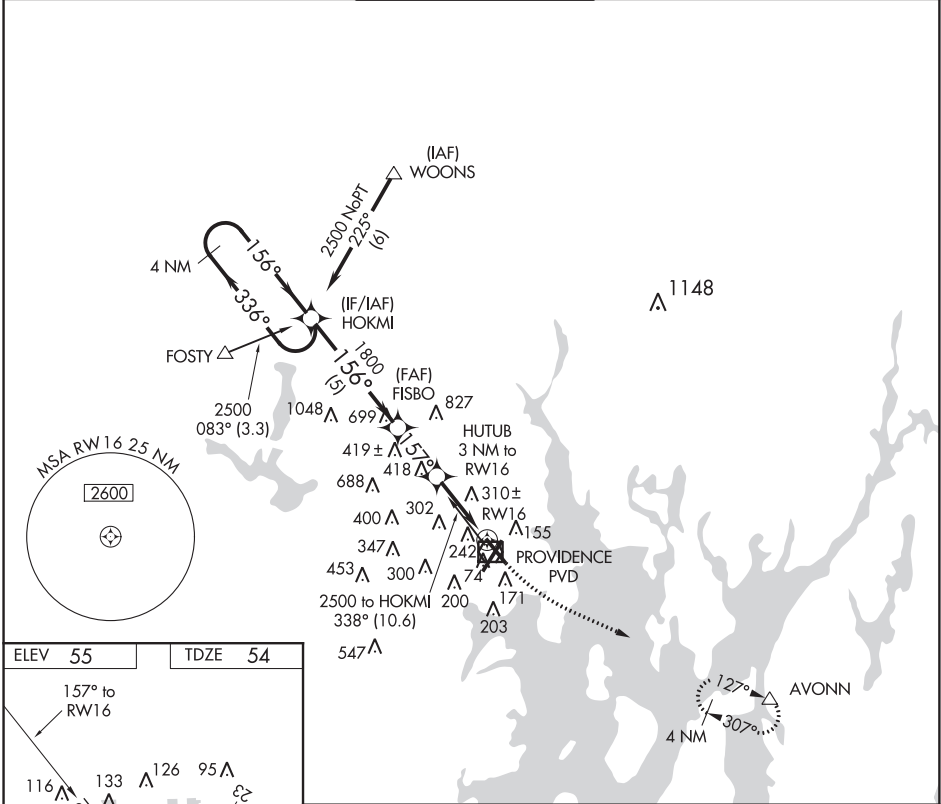 (IAF)
WOONS
2500 NoPT
225°
(6)
4 NM
156°
336°
(IF/IAF)
HOKMI
1148
FOSTY
1800
156°
(5)
2500
083° (3.3)
(FAF)
FISBO
1048
699
827
HUTUB
3 NM to
RW16
157°
419 ±
418
688
310±
RW16
MSA RW16 25 NM
2600
400
302
155
347
242
PROVIDENCE
PVD
453
300
74
171
200
2500 to HOKMI
338° (10.6)
203
547
ELEV 55
TDZE 54
127°
AVONN
307°
4 NM
157° to
RW16
116
133
126
95
23